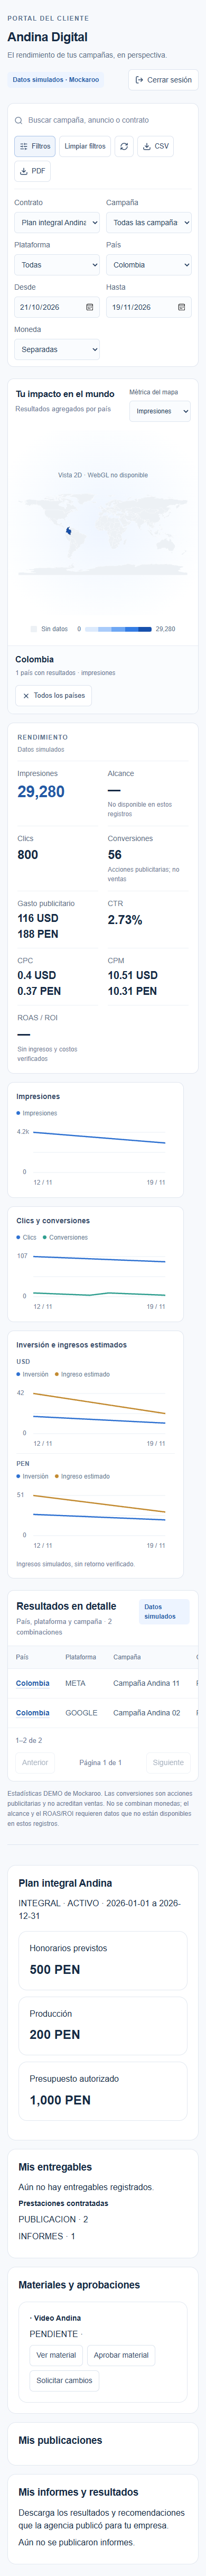 PORTAL DEL CLIENTE
Andina Digital
El rendimiento de tus campañas, en perspectiva.
Datos simulados · Mockaroo
Cerrar sesión
Buscar campaña, anuncio o contrato
Filtros
Limpiar filtros
CSV
PDF
Contrato
Campaña
Plan integral Andina
Todas las campaña
Plataforma
País
Todas
Colombia
Desde
Hasta
21/10/2026
19/11/2026
Moneda
Separadas
Tu impacto en el mundo
Resultados agregados por país
Métrica del mapa
Impresiones
Vista 2D · WebGL no disponible
Sin datos
0
29,280
Colombia
1 país con resultados · impresiones
Todos los países
RENDIMIENTO
Datos simulados
Impresiones
29,280
Alcance
—
No disponible en estos
registros
Clics
800
Conversiones
56
Acciones publicitarias; no
ventas
Gasto publicitario
116 USD
188 PEN
CTR
2.73%
CPC
0.4 USD
0.37 PEN
CPM
10.51 USD
10.31 PEN
ROAS / ROI
—
Sin ingresos y costos
verificados
Impresiones
Impresiones
4.2k
0
12 / 11
19 / 11
Clics y conversiones
Clics
Conversiones
107
0
12 / 11
19 / 11
Inversión e ingresos estimados
USD
Inversión
Ingreso estimado
42
0
12 / 11
19 / 11
PEN
Inversión
Ingreso estimado
51
0
12 / 11
19 / 11
Ingresos simulados, sin retorno verificado.
Resultados en detalle
País, plataforma y campaña · 2
combinaciones
Datos
simulados
País
Plataforma
Campaña
Colombia
META
Campaña Andina 11
Colombia
GOOGLE
Campaña Andina 02
1–2 de 2
Anterior
Página 1 de 1
Siguiente
Estadísticas DEMO de Mockaroo. Las conversiones son acciones
publicitarias y no acreditan ventas. No se combinan monedas; el
alcance y el ROAS/ROI requieren datos que no están disponibles
en estos registros.
Plan integral Andina
INTEGRAL · ACTIVO · 2026-01-01 a 2026-
12-31
Honorarios previstos
500 PEN
Producción
200 PEN
Presupuesto autorizado
1,000 PEN
Mis entregables
Aún no hay entregables registrados.
Prestaciones contratadas
PUBLICACION · 2
INFORMES · 1
Materiales y aprobaciones
· Video Andina
PENDIENTE ·
Ver material
Aprobar material
Solicitar cambios
Mis publicaciones
Mis informes y resultados
Descarga los resultados y recomendaciones
que la agencia publicó para tu empresa.
Aún no se publicaron informes.